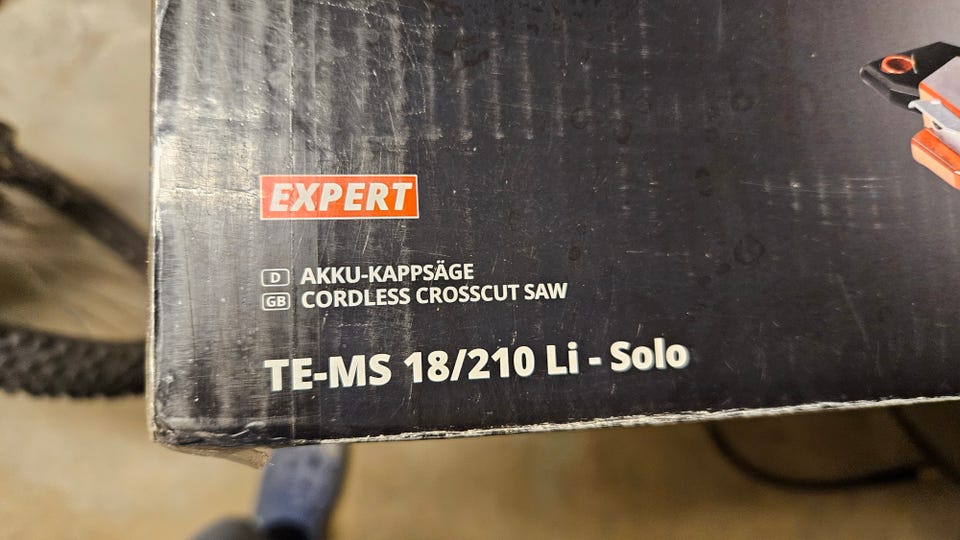 EXPERT
D AKKU-KAPPSÄGE
GB CORDLESS CROSSCUT SAW
TE-MS 18/210 Li - Solo